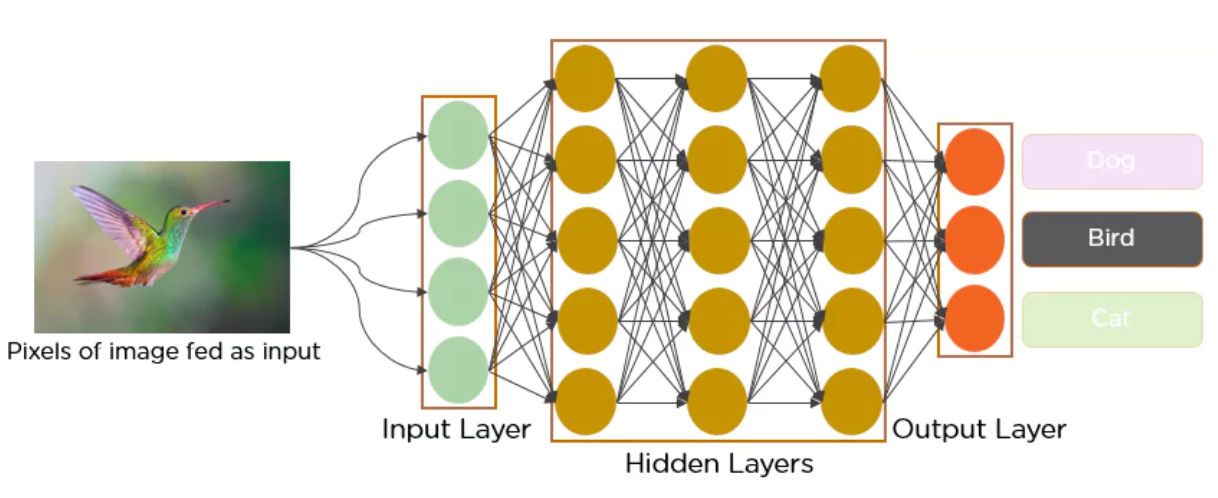 Pixels of image fed as input
Input Layer
Hidden Layers
Output Layer
Dog
Bird
Cat